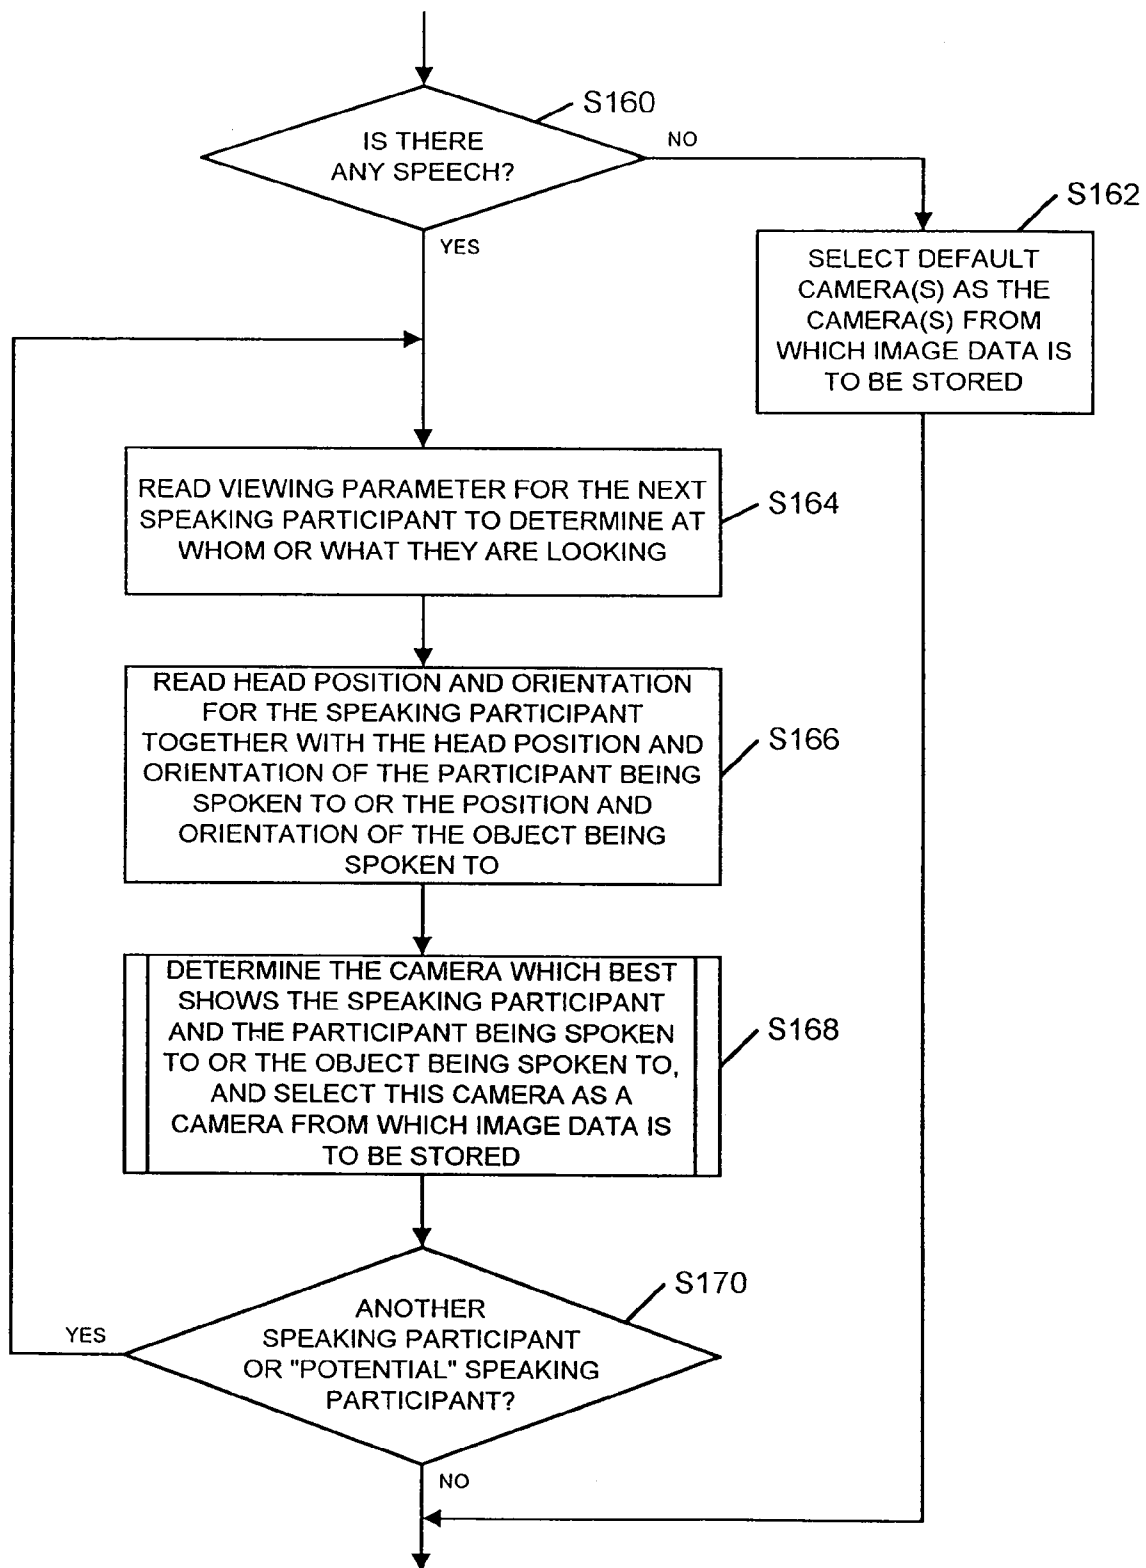 IS THERE
ANY SPEECH?
S160
NO
YES
S162
SELECT DEFAULT
CAMERA(S) AS THE
CAMERA(S) FROM
WHICH IMAGE DATA IS
TO BE STORED
READ VIEWING PARAMETER FOR THE NEXT
SPEAKING PARTICIPANT TO DETERMINE AT
WHOM OR WHAT THEY ARE LOOKING
S164
READ HEAD POSITION AND ORIENTATION
FOR THE SPEAKING PARTICIPANT
TOGETHER WITH THE HEAD POSITION AND
ORIENTATION OF THE PARTICIPANT BEING
SPOKEN TO OR THE POSITION AND
ORIENTATION OF THE OBJECT BEING
SPOKEN TO
S166
DETERMINE THE CAMERA WHICH BEST
SHOWS THE SPEAKING PARTICIPANT
AND THE PARTICIPANT BEING SPOKEN
TO OR THE OBJECT BEING SPOKEN TO,
AND SELECT THIS CAMERA AS A
CAMERA FROM WHICH IMAGE DATA IS
TO BE STORED
S168
ANOTHER
SPEAKING PARTICIPANT
OR "POTENTIAL" SPEAKING
PARTICIPANT?
S170
YES
NO